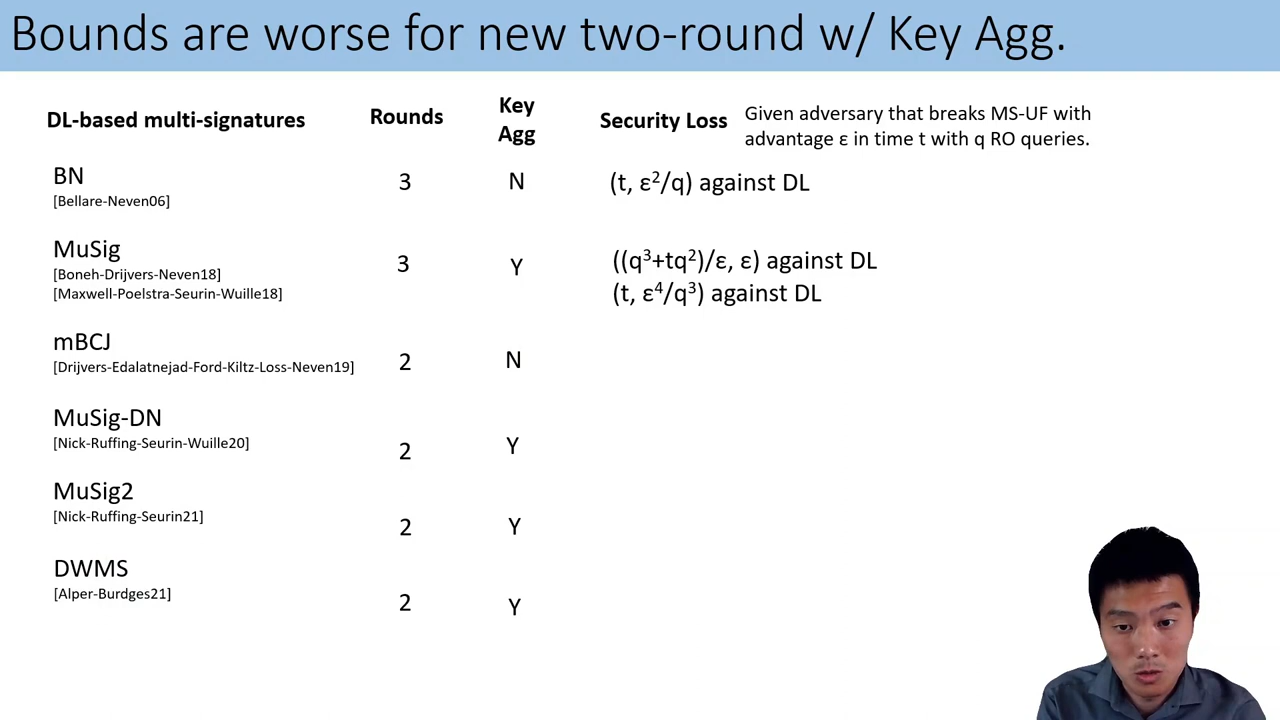 Bounds are worse for new two-round w/ Key Agg.
DL-based multi-signatures
Rounds
Key
Agg
Security Loss
Given adversary that breaks MS-UF with
advantage ε in time t with q RO queries.
BN
[Bellare-Neven06]
3
N
(t, ε²/q) against DL
MuSig
[Boneh-Drijvers-Neven18]
[Maxwell-Poelstra-Seurin-Wuille18]
3
Y
((q³+tq²)/ε, ε) against DL
(t, ε⁴/q³) against DL
mBCJ
[Drijvers-Edalatnejad-Ford-Kiltz-Loss-Neven19]
2
N
MuSig-DN
[Nick-Ruffing-Seurin-Wuille20]
2
Y
MuSig2
[Nick-Ruffing-Seurin21]
2
Y
DWMS
[Alper-Burdges21]
2
Y